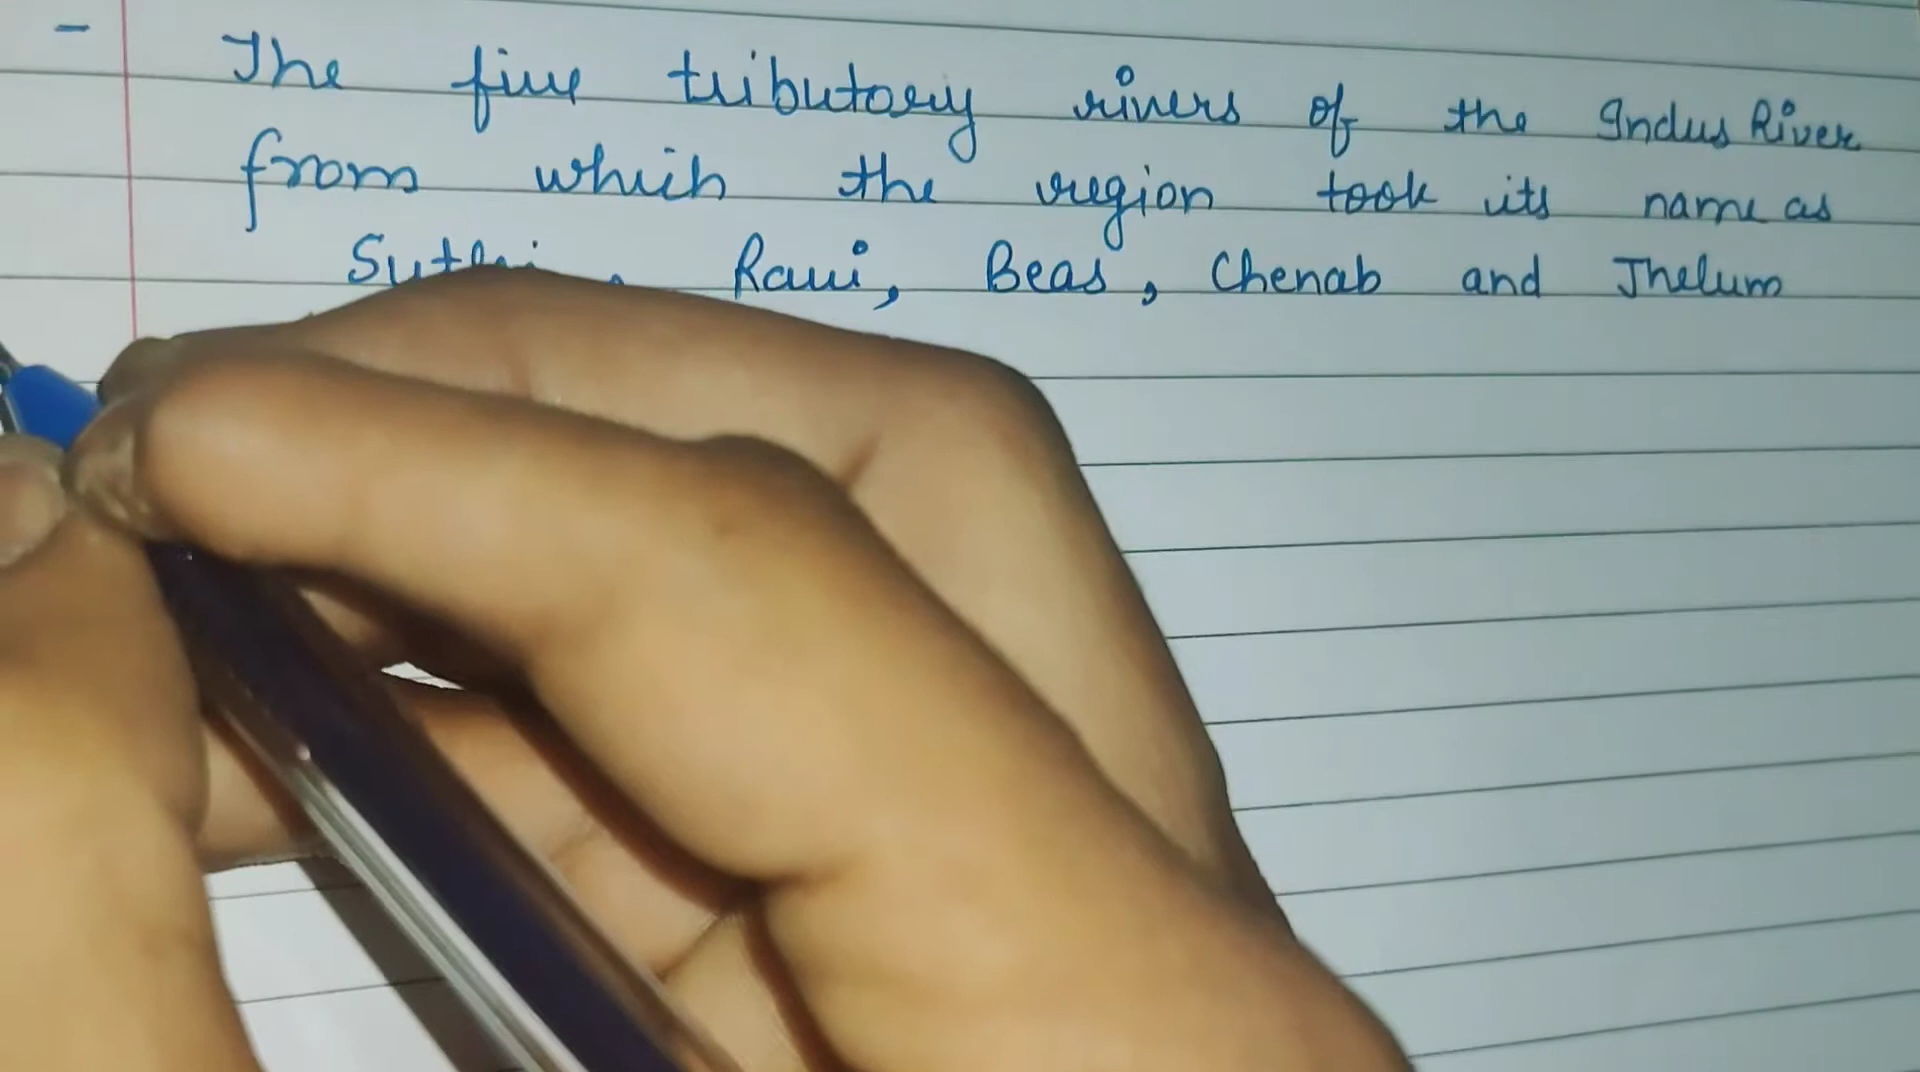 - The five tributory rivers of the Indus River
from which the region took its name as
Ravi, Beas, Chenab and Jhelum